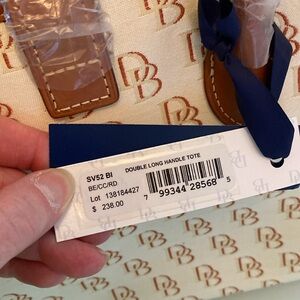 SV52 BI
DOUBLE LONG HANDLE TOTE
BE/CC/RD
Lot 138184427
$ 238.00
7 99344 28568 5